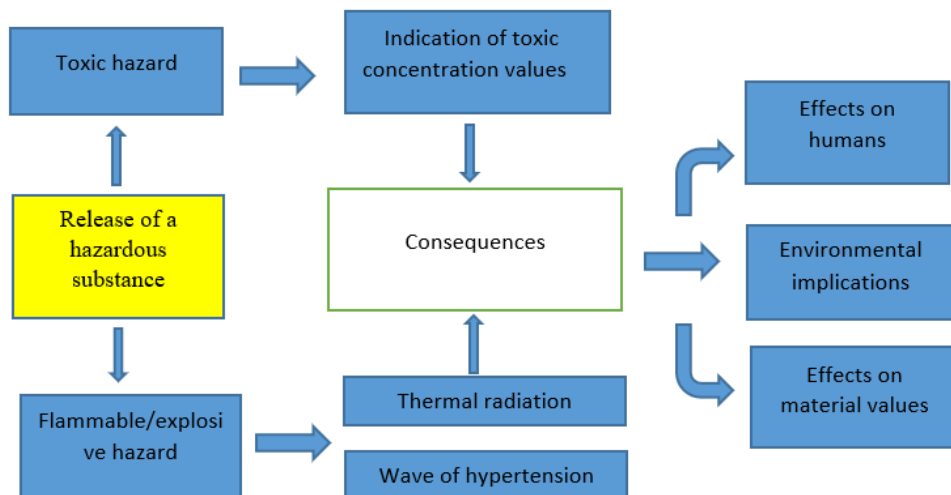 Toxic hazard
Indication of toxic
concentration values
Effects on
humans
Release of a
hazardous
substance
Consequences
Environmental
implications
Flammable/explosi
ve hazard
Thermal radiation
Wave of hypertension
Effects on
material values